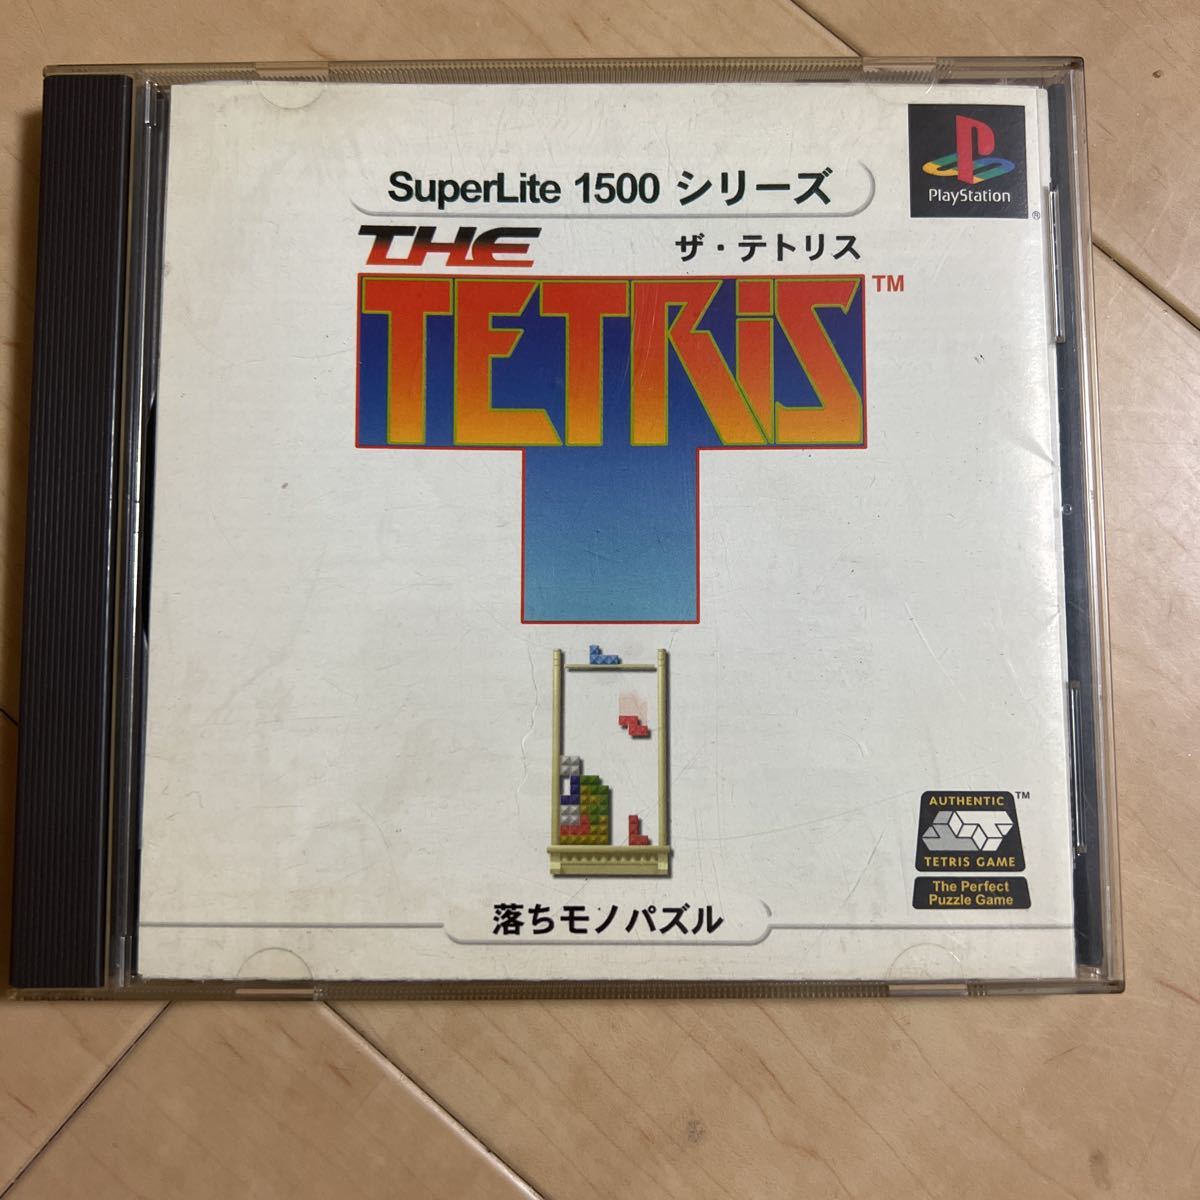 SuperLite 1500 シリーズ
PlayStation
®
THE
ザ・テトリス
TETRiS
TM
AUTHENTIC
TM
TETRIS GAME
The Perfect
Puzzle Game
落ちモノパズル